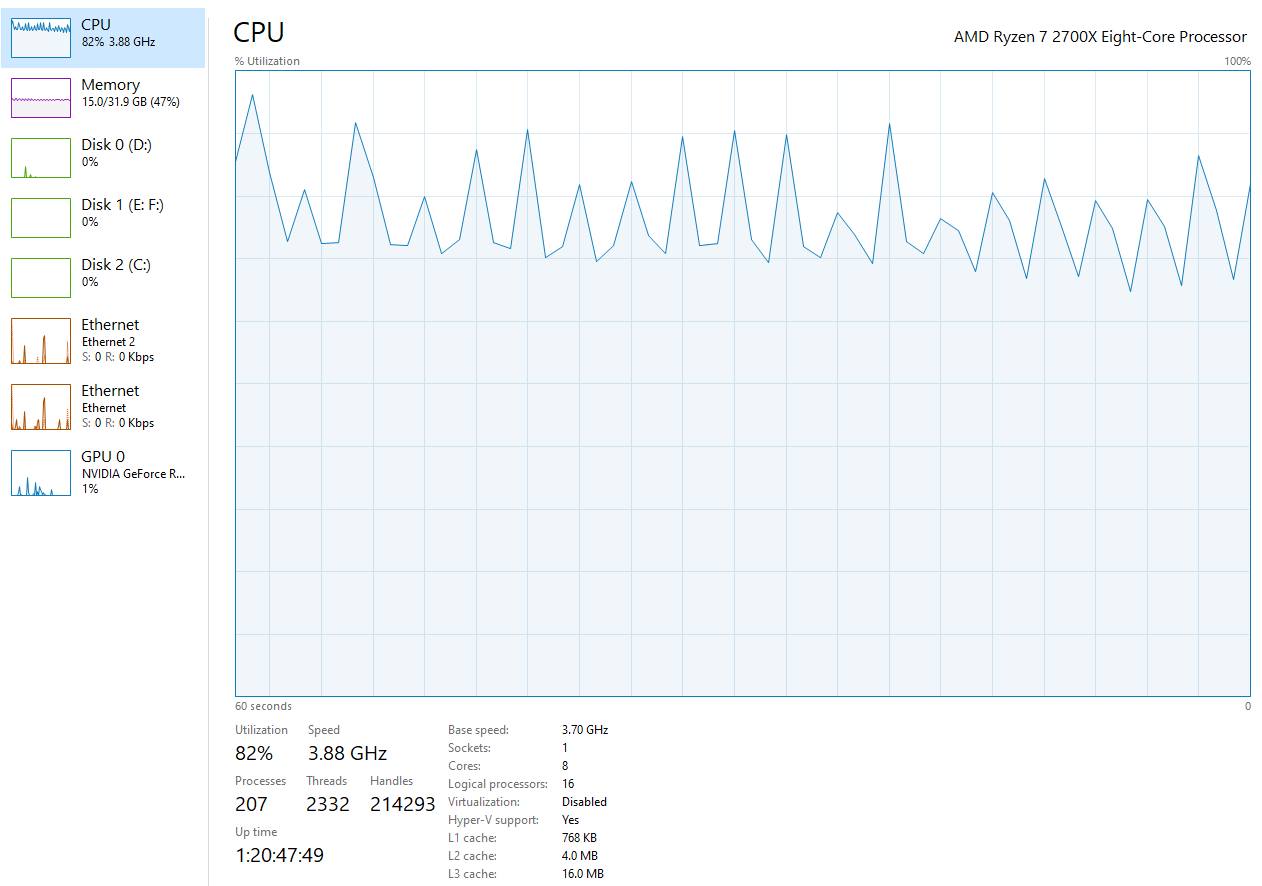 CPU
82% 3.88 GHz
Memory
15.0/31.9 GB (47%)
Disk 0 (D:)
0%
Disk 1 (E: F:)
0%
Disk 2 (C:)
0%
Ethernet
Ethernet 2
S: 0 R: 0 Kbps
Ethernet
Ethernet
S: 0 R: 0 Kbps
GPU 0
NVIDIA GeForce R...
1%
CPU
AMD Ryzen 7 2700X Eight-Core Processor
% Utilization
100%
60 seconds
0
Utilization
Speed
82%
3.88 GHz
Processes
Threads
Handles
207
2332
214293
Up time
1:20:47:49
Base speed: 3.70 GHz
Sockets: 1
Cores: 8
Logical processors: 16
Virtualization: Disabled
Hyper-V support: Yes
L1 cache: 768 KB
L2 cache: 4.0 MB
L3 cache: 16.0 MB